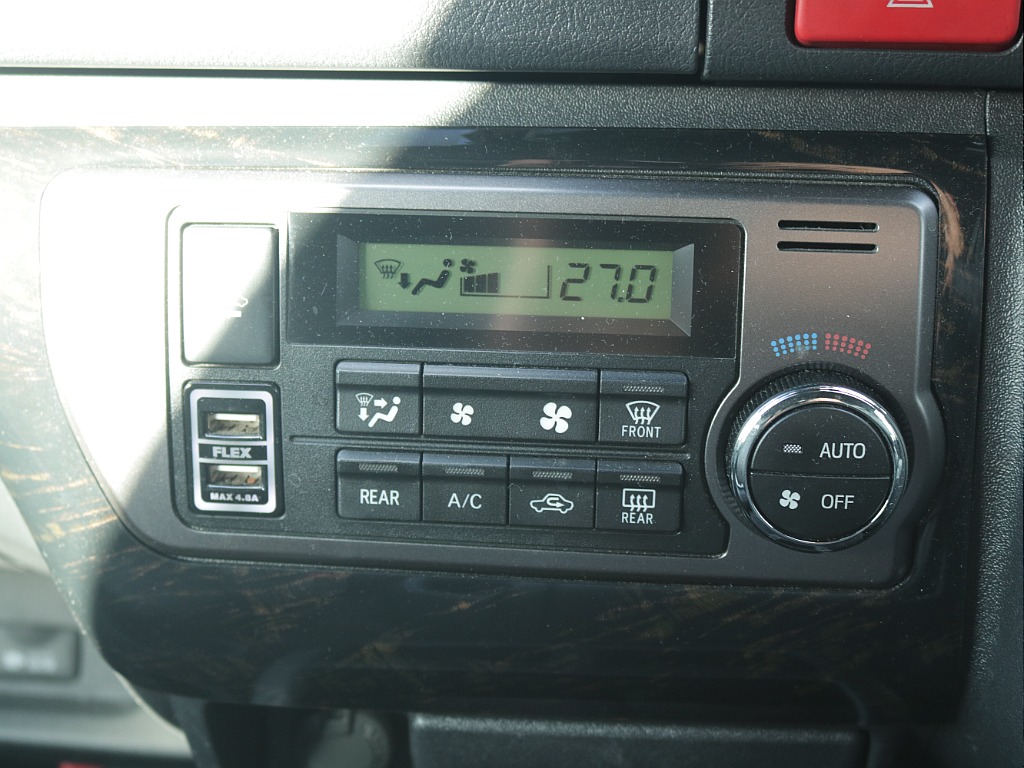 27.0
AUTO
FRONT
FLEX
REAR
A/C
OFF
MAX 4.8A
REAR